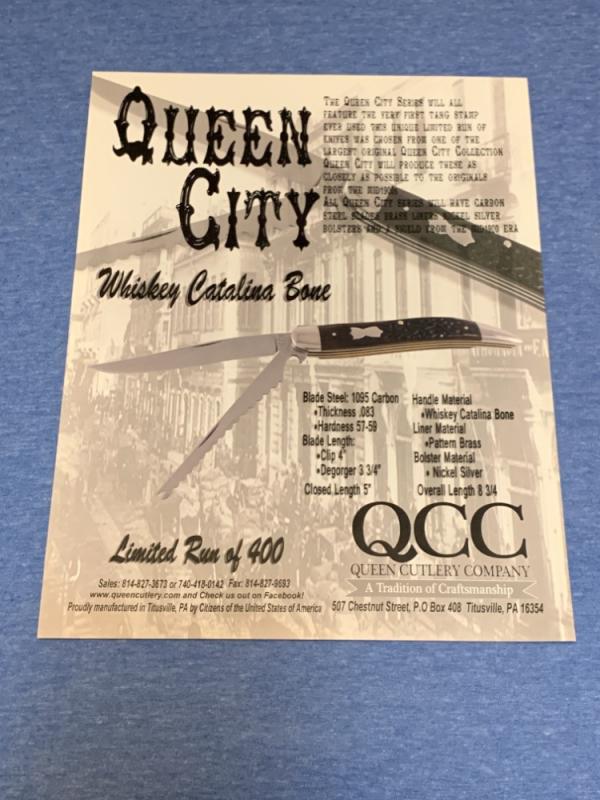 QUEEN
CITY
THE QUEEN CITY SERIES WILL ALL
FEATURE THE VERY FIRST TANG STAMP
EVER USED THIS UNIQUE LIMITED RUN OF
KNIVES WAS CHOSEN FROM ONE OF THE
LARGEST ORIGINAL QUEEN CITY COLLECTION
QUEEN CITY WILL PRODUCE THESE AS
CLOSELY AS POSSIBLE TO THE ORIGINALS
FROM THE MID1900s
ALL QUEEN CITY SERIES WILL HAVE CARBON
STEEL BLADES BRASS LINERS NICKEL SILVER
BOLSTERS AND A SHIELD FROM THE MID1900 ERA
Whiskey Catalina Bone
Blade Steel: 1095 Carbon
•Thickness .083
•Hardness 57-59
Blade Length:
•Clip 4"
•Degorger 3 3/4"
Closed Length 5"
Handle Material
•Whiskey Catalina Bone
Liner Material
•Pattern Brass
Bolster Material
• Nickel Silver
Overall Length 8 3/4
Limited Run of 400
QCC
QUEEN CUTLERY COMPANY
A Tradition of Craftsmanship
Sales: 814-827-3673 or 740-418-0142 Fax: 814-827-9693
www.queencutlery.com and Check us out on Facebook!
Proudly manufactured in Titusville, PA by Citizens of the United States of America
507 Chestnut Street, P.O Box 408 Titusville, PA 16354